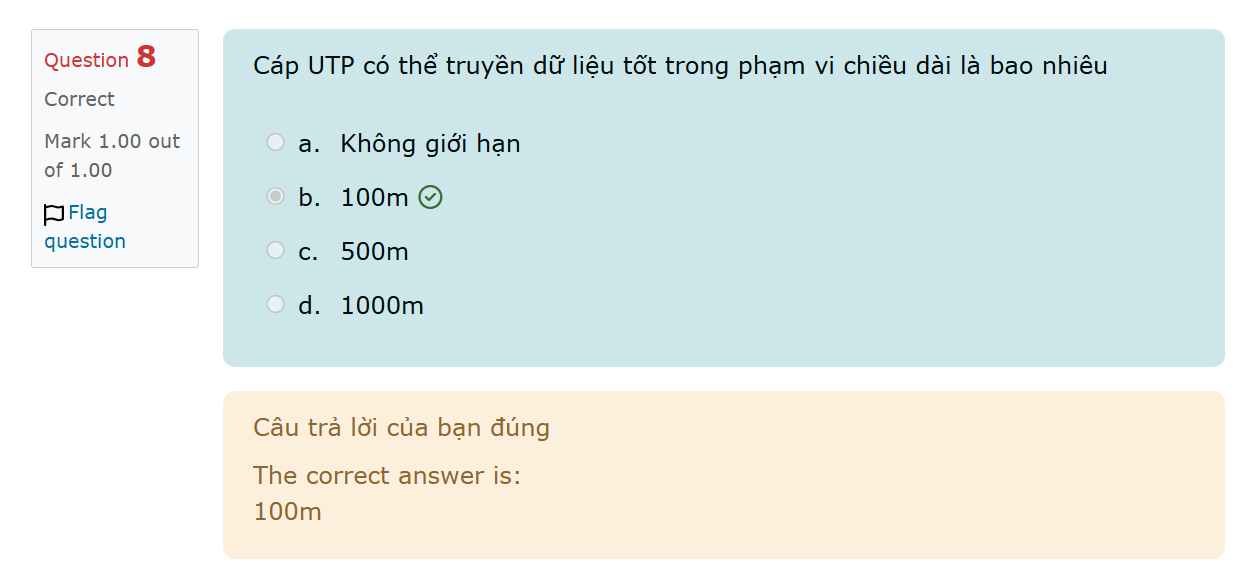 Question 8
Correct
Mark 1.00 out
of 1.00
Flag
question
Cáp UTP có thể truyền dữ liệu tốt trong phạm vi chiều dài là bao nhiêu
a. Không giới hạn
b. 100m
c. 500m
d. 1000m
Câu trả lời của bạn đúng
The correct answer is:
100m